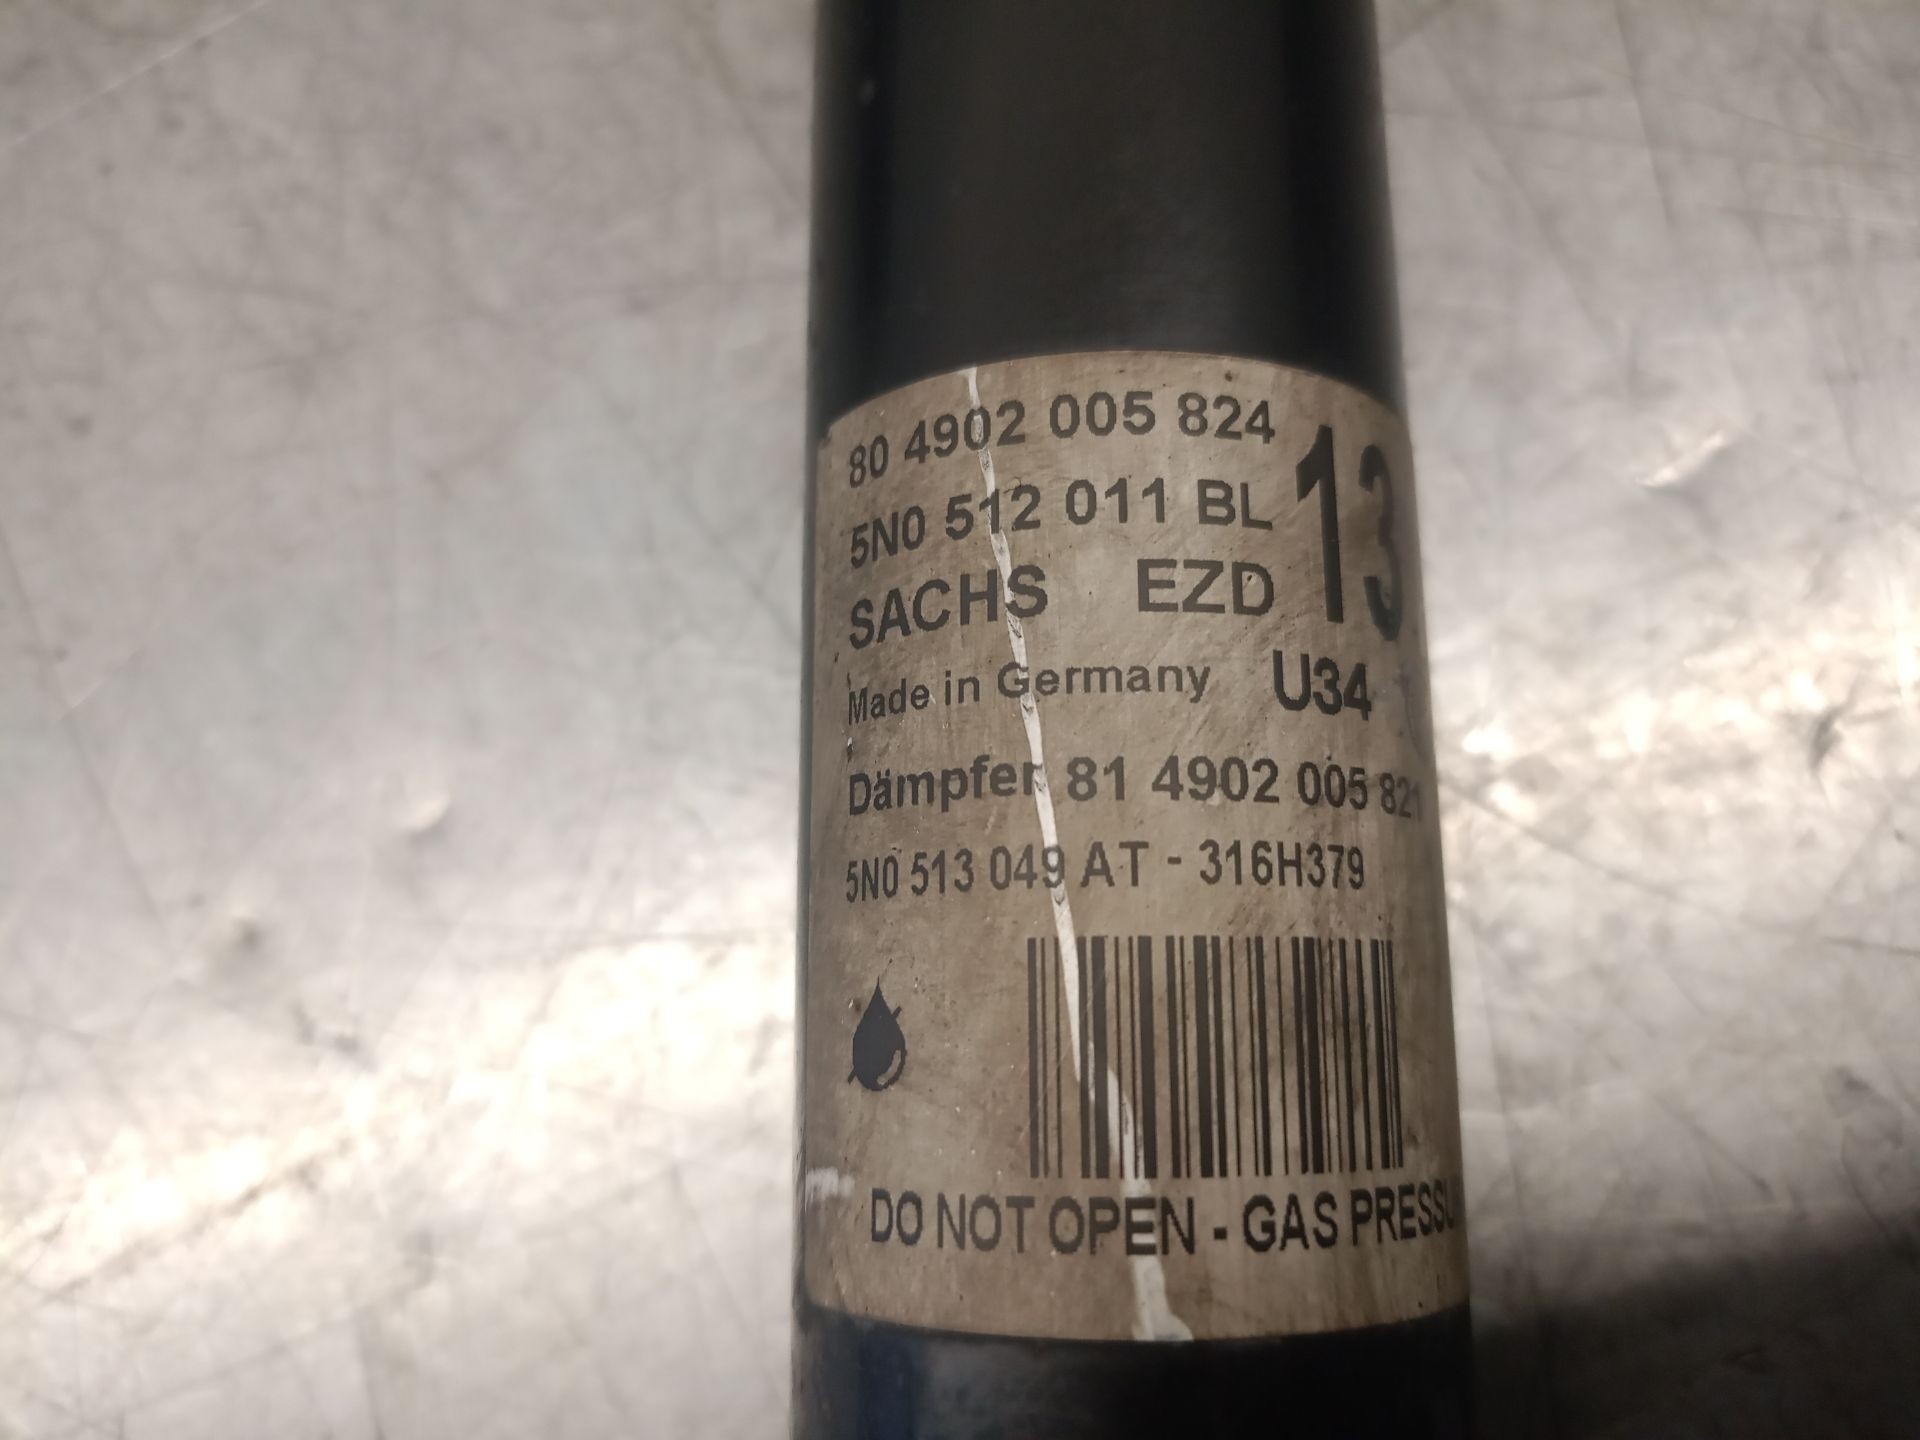 80 4902 005 824
5N0 512 011 BL 13
SACHS EZD
Made in Germany U34
Dämpfer 81 4902 005 821
5N0 513 049 AT - 316H379
DO NOT OPEN - GAS